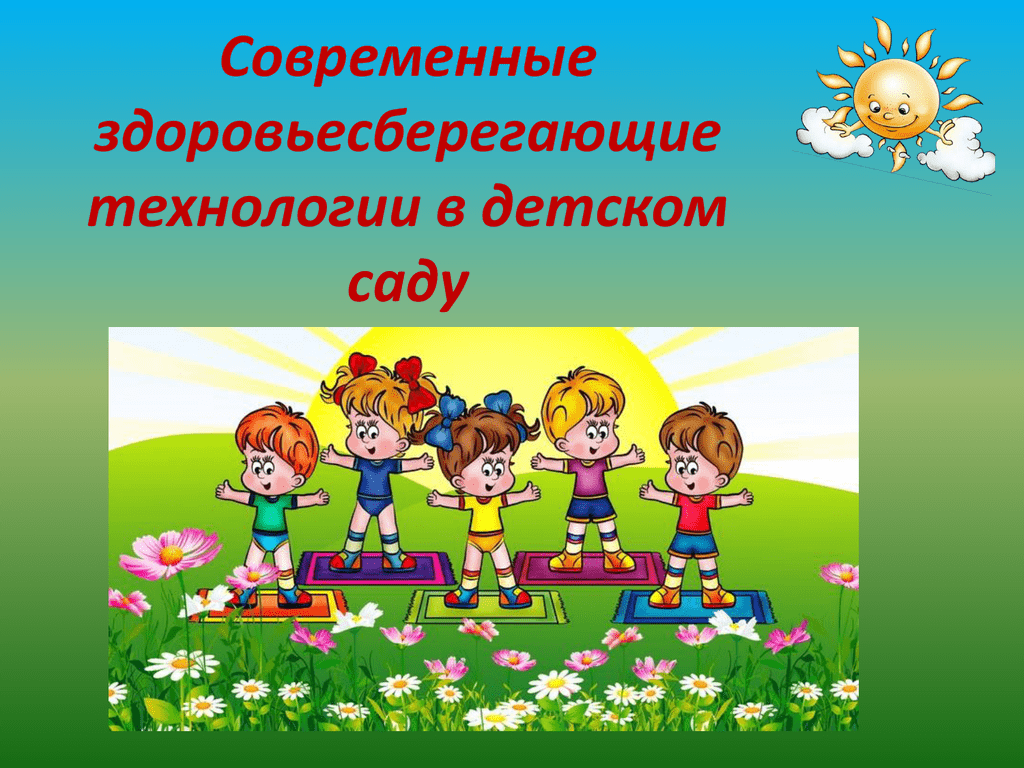 Современные
здоровьесберегающие
технологии в детском
саду